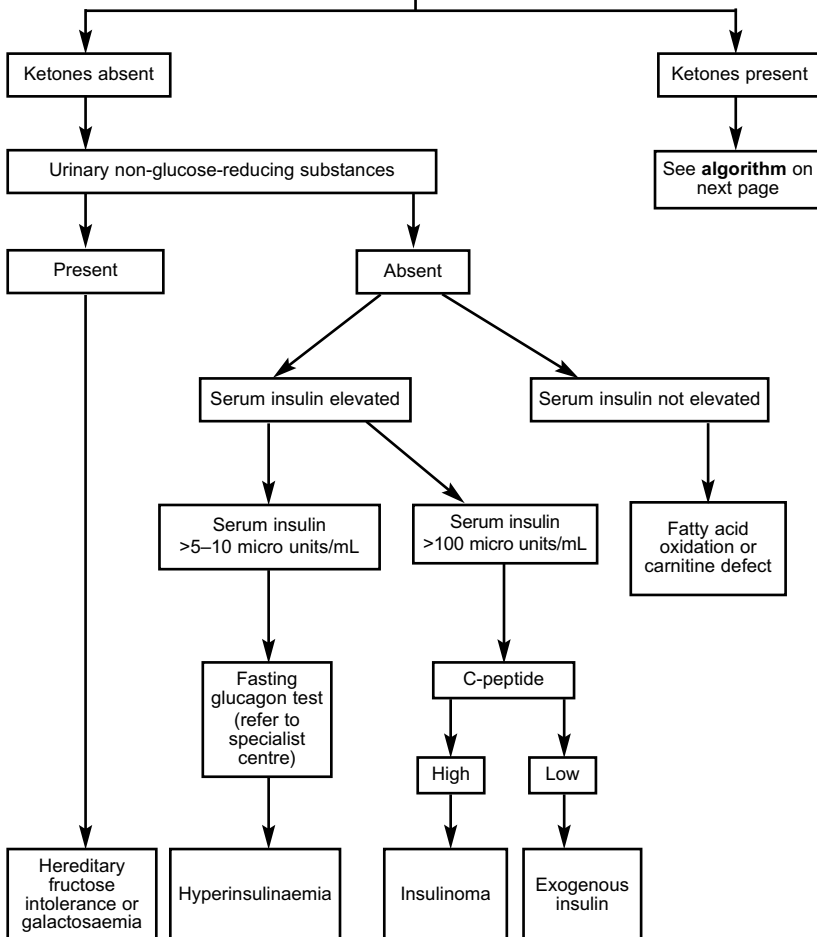 Ketones absent
Ketones present
Urinary non-glucose-reducing substances
See algorithm on
next page
Present
Absent
Serum insulin elevated
Serum insulin not elevated
Serum insulin
>5–10 micro units/mL
Serum insulin
>100 micro units/mL
Fatty acid
oxidation or
carnitine defect
Fasting
glucagon test
(refer to
specialist
centre)
C-peptide
High
Low
Hereditary
fructose
intolerance or
galactosaemia
Hyperinsulinaemia
Insulinoma
Exogenous
insulin